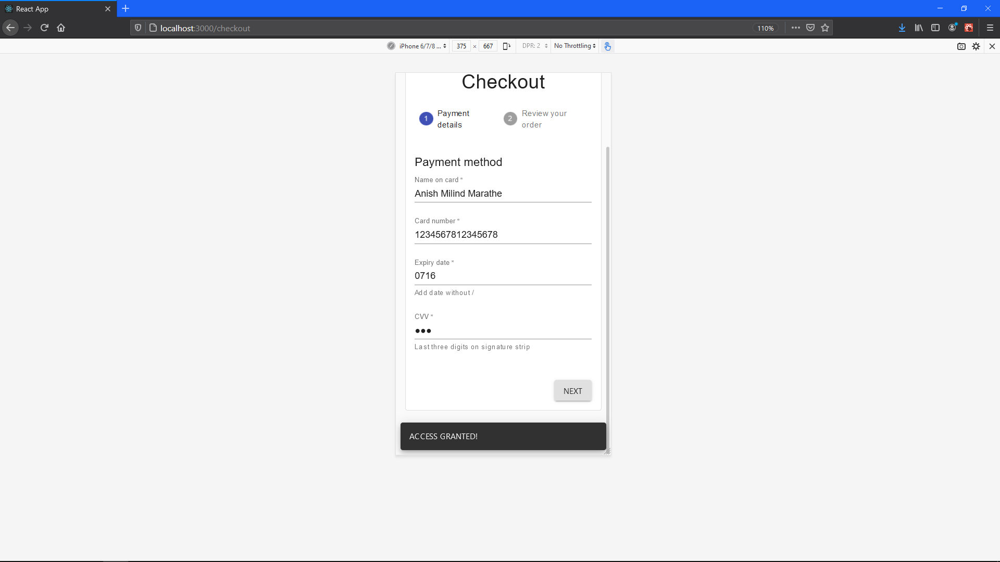 React App
localhost:3000/checkout
110%
iPhone 6/7/8 ...
375 × 667
DPR: 2
No Throttling
Checkout
1 Payment details
2 Review your order
Payment method
Name on card *
Anish Milind Marathe
Card number *
1234567812345678
Expiry date *
0716
Add date without /
CVV *
●●●
Last three digits on signature strip
NEXT
ACCESS GRANTED!